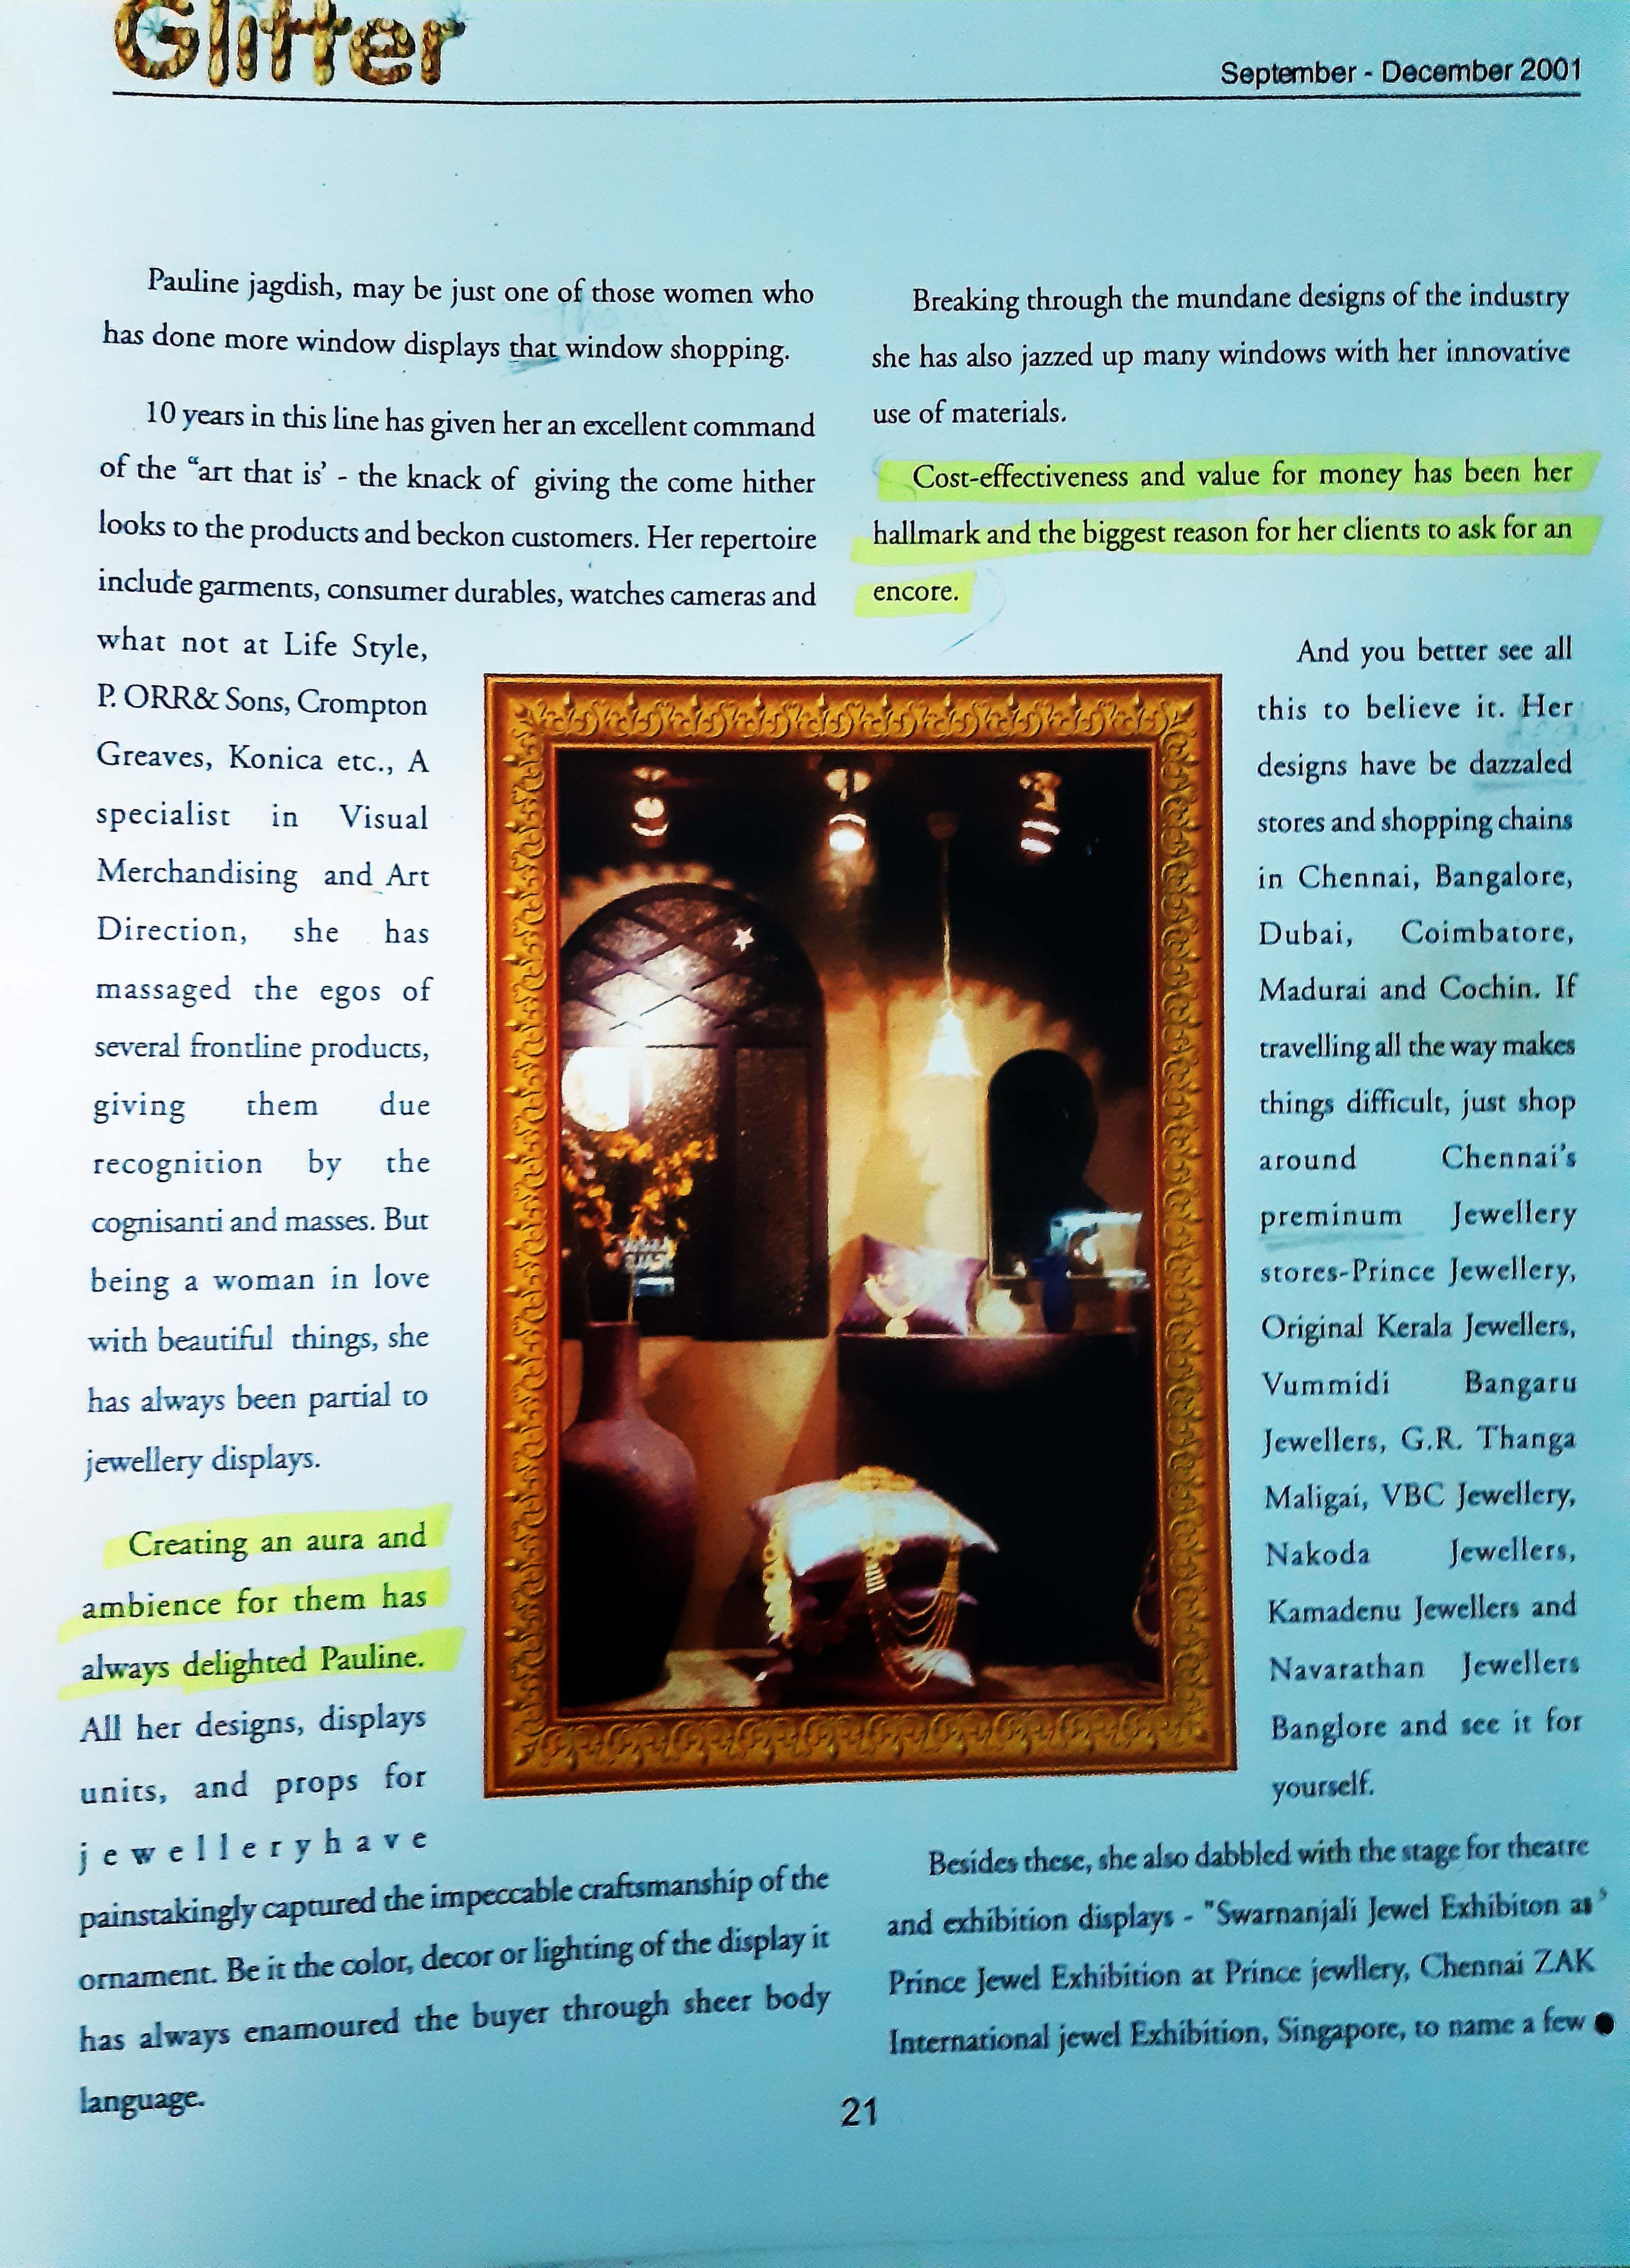 Glitter
September - December 2001
Pauline jagdish, may be just one of those women who
has done more window displays that window shopping.
10 years in this line has given her an excellent command
of the “art that is’ - the knack of giving the come hither
looks to the products and beckon customers. Her repertoire
include garments, consumer durables, watches cameras and
what not at Life Style,
P. ORR& Sons, Crompton
Greaves, Konica etc., A
specialist in Visual
Merchandising and Art
Direction, she has
massaged the egos of
several frontline products,
giving them due
recognition by the
cognisanti and masses. But
being a woman in love
with beautiful things, she
has always been partial to
jewellery displays.
Creating an aura and
ambience for them has
always delighted Pauline.
All her designs, displays
units, and props for
jewelleryhave
painstakingly captured the impeccable craftsmanship of the
ornament. Be it the color, decor or lighting of the display it
has always enamoured the buyer through sheer body
language.
Breaking through the mundane designs of the industry
she has also jazzed up many windows with her innovative
use of materials.
Cost-effectiveness and value for money has been her
hallmark and the biggest reason for her clients to ask for an
encore.
And you better see all
this to believe it. Her
designs have be dazzaled
stores and shopping chains
in Chennai, Bangalore,
Dubai, Coimbatore,
Madurai and Cochin. If
travelling all the way makes
things difficult, just shop
around Chennai's
preminum Jewellery
stores-Prince Jewellery,
Original Kerala Jewellers,
Vummidi Bangaru
Jewellers, G.R. Thanga
Maligai, VBC Jewellery,
Nakoda Jewellers,
Kamadenu Jewellers and
Navarathan Jewellers
Banglore and see it for
yourself.
Besides these, she also dabbled with the stage for theatre
and exhibition displays - "Swarnanjali Jewel Exhibiton as
Prince Jewel Exhibition at Prince jewllery, Chennai ZAK
International jewel Exhibition, Singapore, to name a few
21